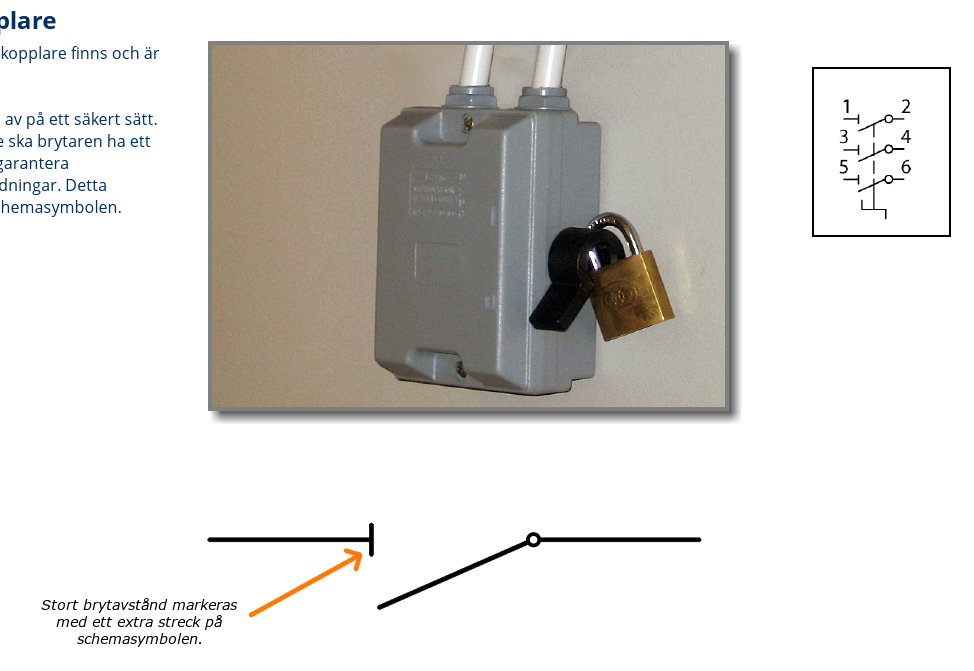 plare
kopplare finns och är
av på ett säkert sätt.
ska brytaren ha ett
garantera
dningar. Detta
chemasymbolen.
1 2
3 4
5 6
Stort brytavstånd markeras
med ett extra streck på
schemasymbolen.